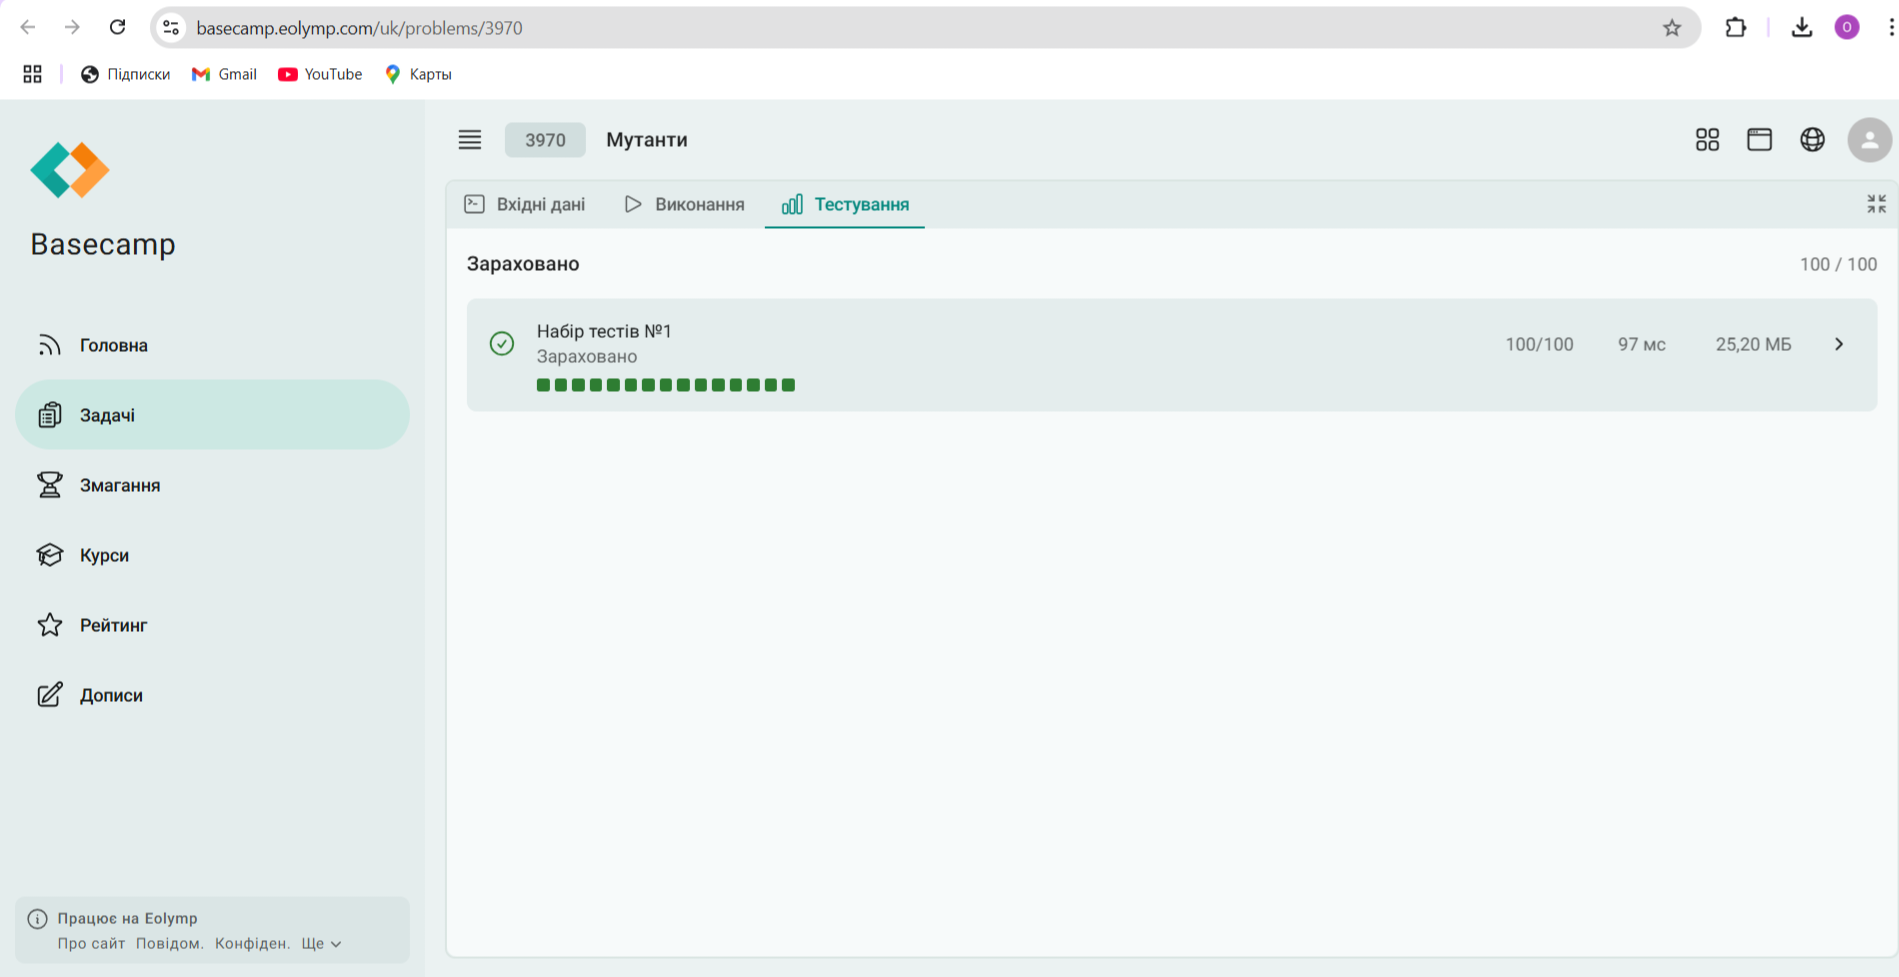 basecamp.eolymp.com/uk/problems/3970
O
Підписки
Gmail
YouTube
Карты
Basecamp
Головна
Задачі
Змагання
Курси
Рейтинг
Дописи
Працює на Eolymp
Про сайт Повідом. Конфіден. Ще
3970
Мутанти
Вхідні дані
Виконання
Тестування
Зараховано
100 / 100
Набір тестів №1
Зараховано
100/100
97 мс
25,20 МБ